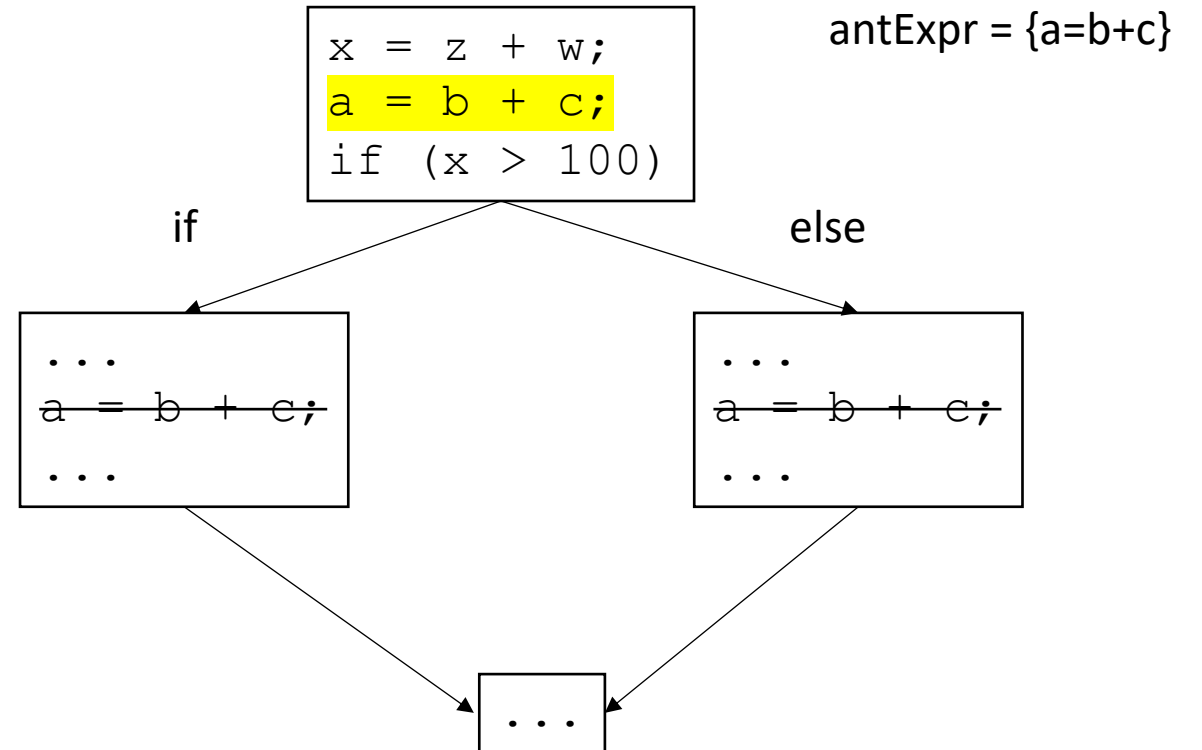 antExpr = {a=b+c}
x = z + w;
a = b + c;
if (x > 100)
if
else
...
a = b + c;
...
...
a = b + c;
...
...